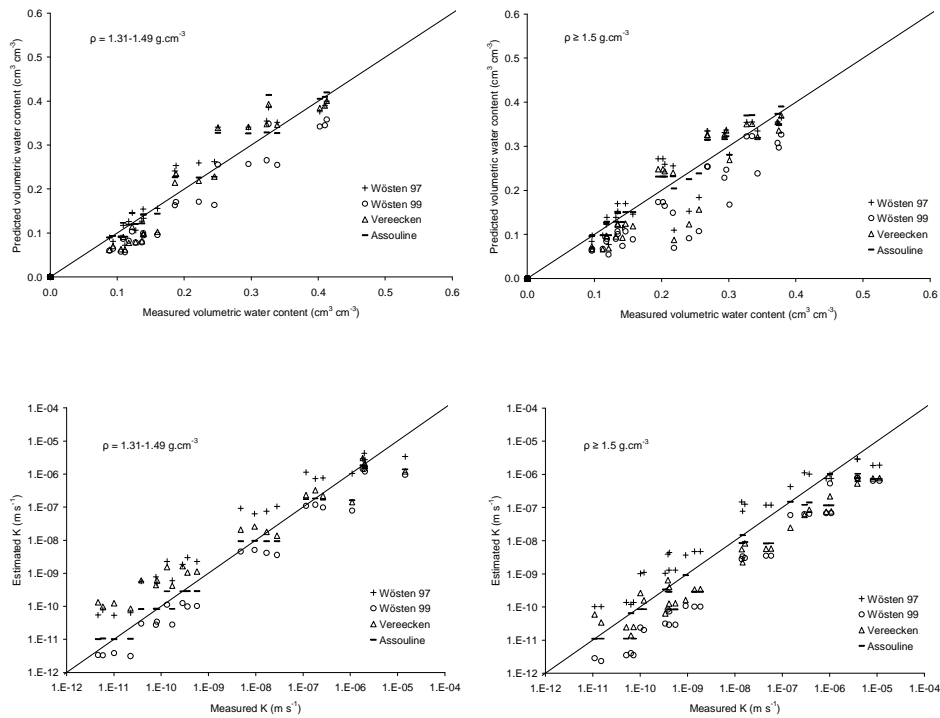 0.6
0.5
0.4
0.3
0.2
0.1
0.0
Predicted volumetric water content (cm³ cm⁻³)
ρ = 1.31-1.49 g.cm⁻³
+ Wösten 97
○ Wösten 99
△ Vereecken
- Assouline
0.0 0.1 0.2 0.3 0.4 0.5 0.6
Measured volumetric water content (cm³ cm⁻³)
0.6
0.5
0.4
0.3
0.2
0.1
0.0
Predicted volumetric water content (cm³ cm⁻³)
ρ ≥ 1.5 g.cm⁻³
+ Wösten 97
○ Wösten 99
△ Vereecken
- Assouline
0.0 0.1 0.2 0.3 0.4 0.5 0.6
Measured volumetric water content (cm³ cm⁻³)
1.E-04
1.E-05
1.E-06
1.E-07
1.E-08
1.E-09
1.E-10
1.E-11
1.E-12
Estimated K (m s⁻¹)
ρ = 1.31-1.49 g.cm⁻³
+ Wösten 97
○ Wösten 99
△ Vereecken
- Assouline
1.E-12 1.E-11 1.E-10 1.E-09 1.E-08 1.E-07 1.E-06 1.E-05 1.E-04
Measured K (m s⁻¹)
1.E-04
1.E-05
1.E-06
1.E-07
1.E-08
1.E-09
1.E-10
1.E-11
1.E-12
Estimated K (m s⁻¹)
ρ ≥ 1.5 g.cm⁻³
+ Wösten 97
○ Wösten 99
△ Vereecken
- Assouline
1.E-12 1.E-11 1.E-10 1.E-09 1.E-08 1.E-07 1.E-06 1.E-05 1.E-04
Measured K (m s⁻¹)